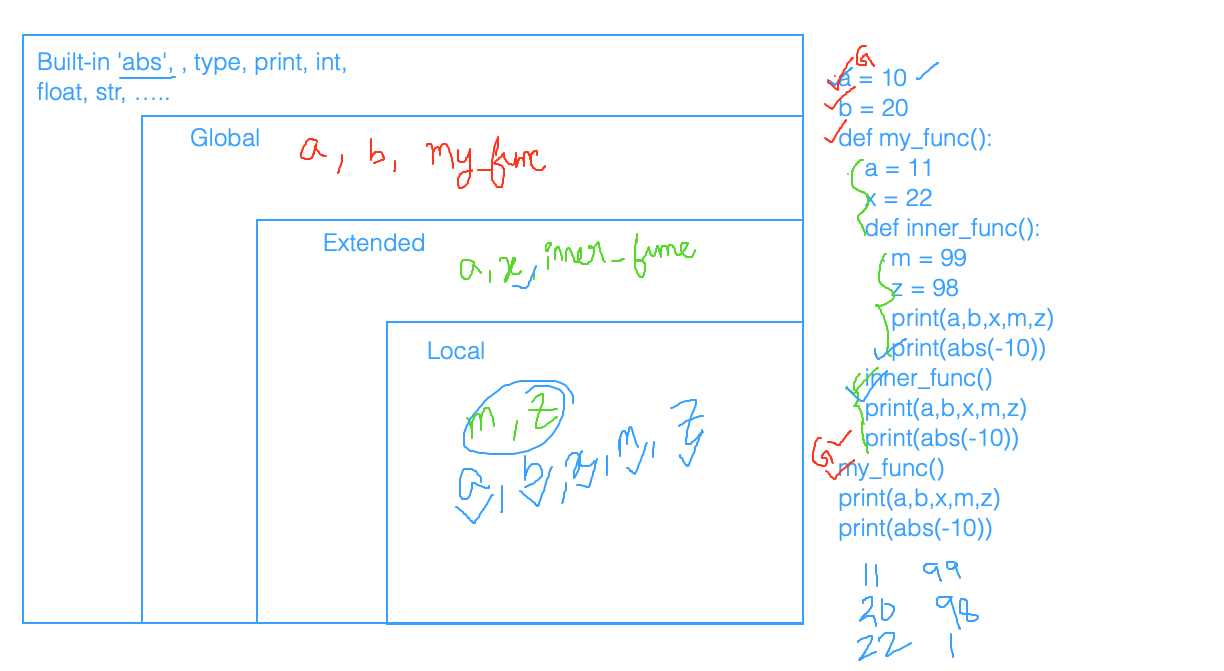 Built-in 'abs', , type, print, int,
float, str, …..
Global
a, b, my_func
Extended
a, x, inner_func
Local
m, z
a, b, x, m, z
G
a = 10
b = 20
def my_func():
a = 11
x = 22
def inner_func():
m = 99
z = 98
print(a,b,x,m,z)
print(abs(-10))
inner_func()
print(a,b,x,m,z)
print(abs(-10))
G
my_func()
print(a,b,x,m,z)
print(abs(-10))
11 99
20 98
22 1